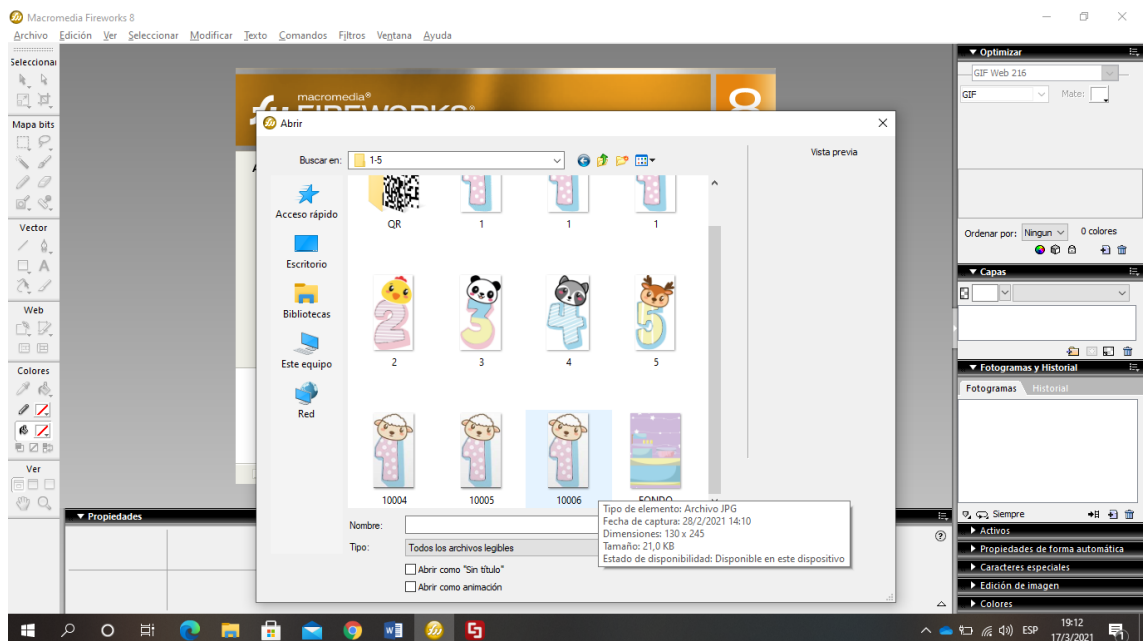 Macromedia Fireworks 8
Archivo Edición Ver Seleccionar Modificar Texto Comandos Filtros Ventana Ayuda
Seleccionar
Mapa bits
Vector
Web
Colores
Ver
macromedia®
FIREWORKS®
8
Abrir
Buscar en: 1-5
Vista previa
Acceso rápido
Escritorio
Bibliotecas
Este equipo
Red
QR 1 1 1
2 3 4 5
10004 10005 10006 FONDO
Tipo de elemento: Archivo JPG
Fecha de captura: 28/2/2021 14:10
Dimensiones: 130 x 245
Tamaño: 21,0 KB
Estado de disponibilidad: Disponible en este dispositivo
Nombre:
Tipo: Todos los archivos legibles
Abrir como "Sin título"
Abrir como animación
Propiedades
Optimizar
GIF Web 216
GIF Mate:
Ordenar por: Ningun 0 colores
Capas
Fotogramas y Historial
Fotogramas Historial
Siempre
Activos
Propiedades de forma automática
Caracteres especiales
Edición de imagen
Colores
ESP
19:12
17/3/2021